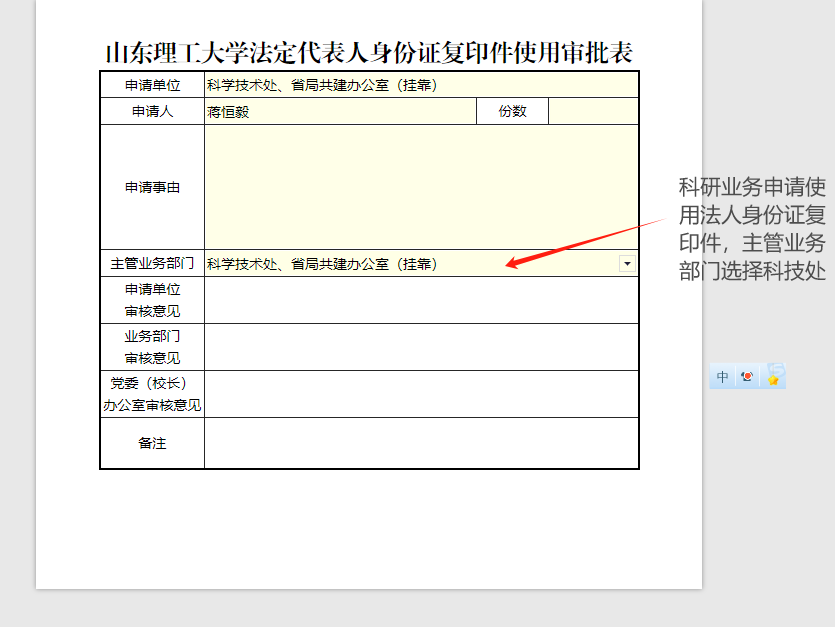 山东理工大学法定代表人身份证复印件使用审批表
申请单位 科学技术处、省局共建办公室（挂靠）
申请人 蒋恒毅 份数
申请事由
主管业务部门 科学技术处、省局共建办公室（挂靠）
申请单位
审核意见
业务部门
审核意见
党委（校长）
办公室审核意见
备注
科研业务申请使
用法人身份证复
印件，主管业务
部门选择科技处
中